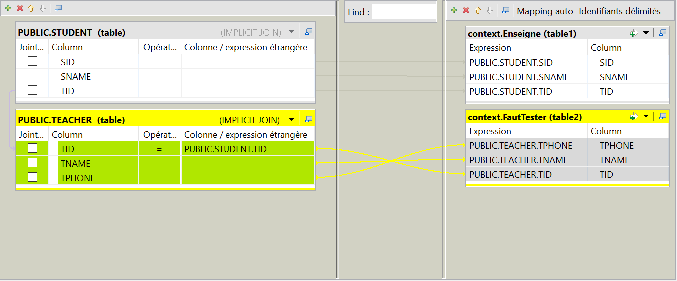 Find :
Mapping auto Identifiants délimités
PUBLIC.STUDENT (table) (IMPLICIT JOIN)
Joint... Column Opérat... Colonne / expression étrangère
SID
SNAME
TID
PUBLIC.TEACHER (table) (IMPLICIT JOIN)
Joint... Column Opérat... Colonne / expression étrangère
TID = PUBLIC.STUDENT.TID
TNAME
TPHONE
context.Enseigne (table1)
Expression Column
PUBLIC.STUDENT.SID SID
PUBLIC.STUDENT.SNAME SNAME
PUBLIC.STUDENT.TID TID
context.FautTester (table2)
Expression Column
PUBLIC.TEACHER.TPHONE TPHONE
PUBLIC.TEACHER.TNAME TNAME
PUBLIC.TEACHER.TID TID